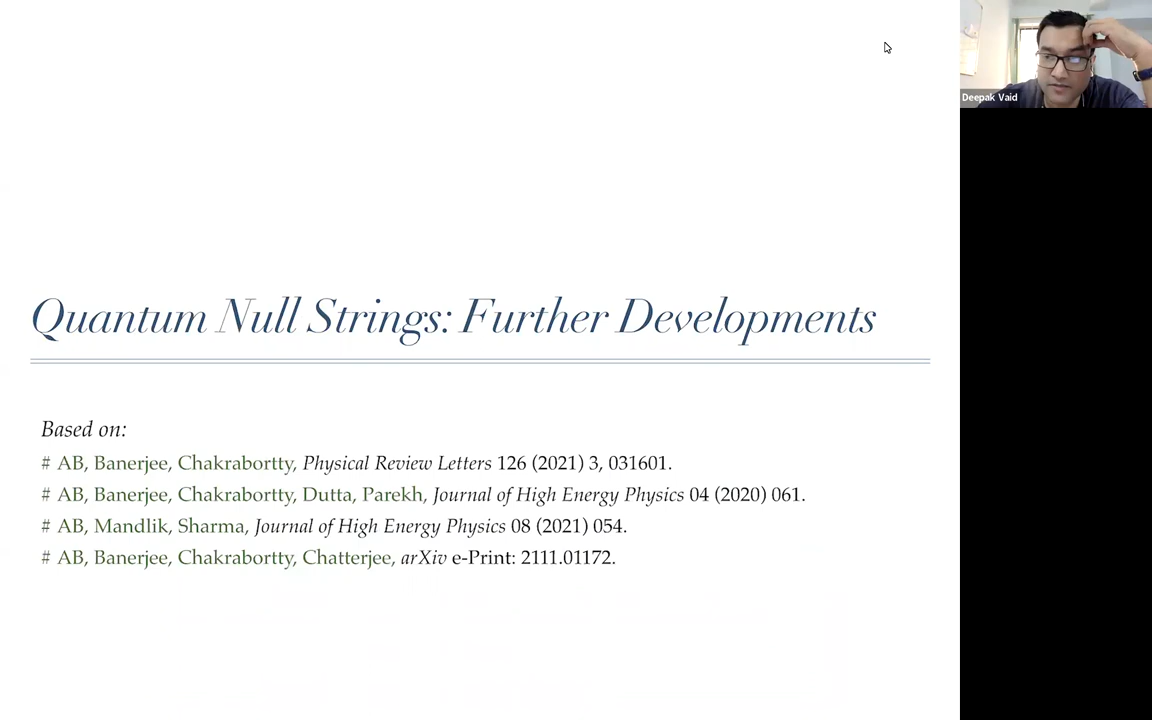 Deepak Vaid
Quantum Null Strings: Further Developments
Based on:
# AB, Banerjee, Chakrabortty, Physical Review Letters 126 (2021) 3, 031601.
# AB, Banerjee, Chakrabortty, Dutta, Parekh, Journal of High Energy Physics 04 (2020) 061.
# AB, Mandlik, Sharma, Journal of High Energy Physics 08 (2021) 054.
# AB, Banerjee, Chakrabortty, Chatterjee, arXiv e-Print: 2111.01172.